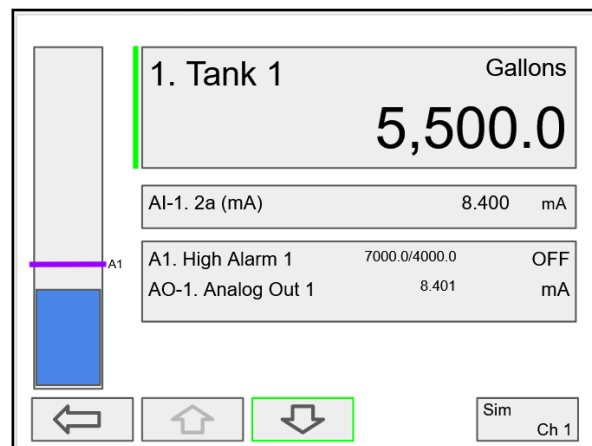 1. Tank 1 Gallons
5,500.0
AI-1. 2a (mA) 8.400 mA
A1
A1. High Alarm 1 7000.0/4000.0 OFF
AO-1. Analog Out 1 8.401 mA
Sim
Ch 1